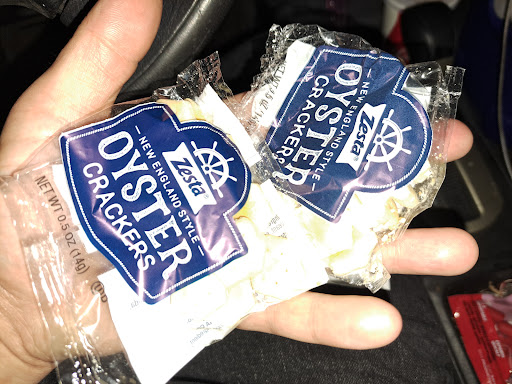 Zesta
NEW ENGLAND STYLE
OYSTER
CRACKERS
NET WT 0.5 OZ (14g)
Zesta
NEW ENGLAND STYLE
OYSTER
CRACKERS